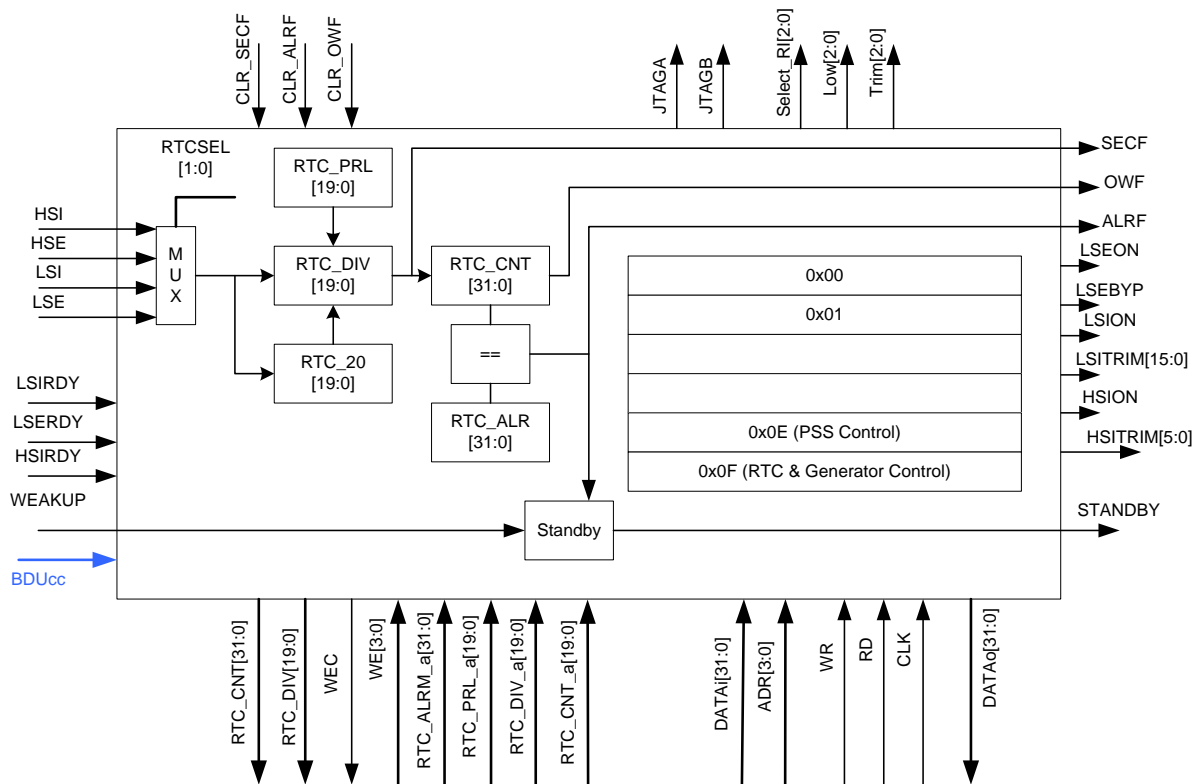 CLR_SECF
CLR_ALRF
CLR_OWF
JTAGA
JTAGB
Select_RI[2:0]
Low[2:0]
Trim[2:0]
RTCSEL
[1:0]
RTC_PRL
[19:0]
SECF
OWF
ALRF
HSI
HSE
LSI
LSE
M
U
X
RTC_DIV
[19:0]
RTC_CNT
[31:0]
0x00
0x01
LSEON
LSEBYP
LSION
LSITRIM[15:0]
HSION
HSITRIM[5:0]
==
RTC_20
[19:0]
RTC_ALR
[31:0]
0x0E (PSS Control)
0x0F (RTC & Generator Control)
LSIRDY
LSERDY
HSIRDY
WEAKUP
Standby
STANDBY
BDUcc
RTC_CNT[31:0]
RTC_DIV[19:0]
WEC
WE[3:0]
RTC_ALRM_a[31:0]
RTC_PRL_a[19:0]
RTC_DIV_a[19:0]
RTC_CNT_a[19:0]
DATAi[31:0]
ADR[3:0]
WR
RD
CLK
DATAo[31:0]